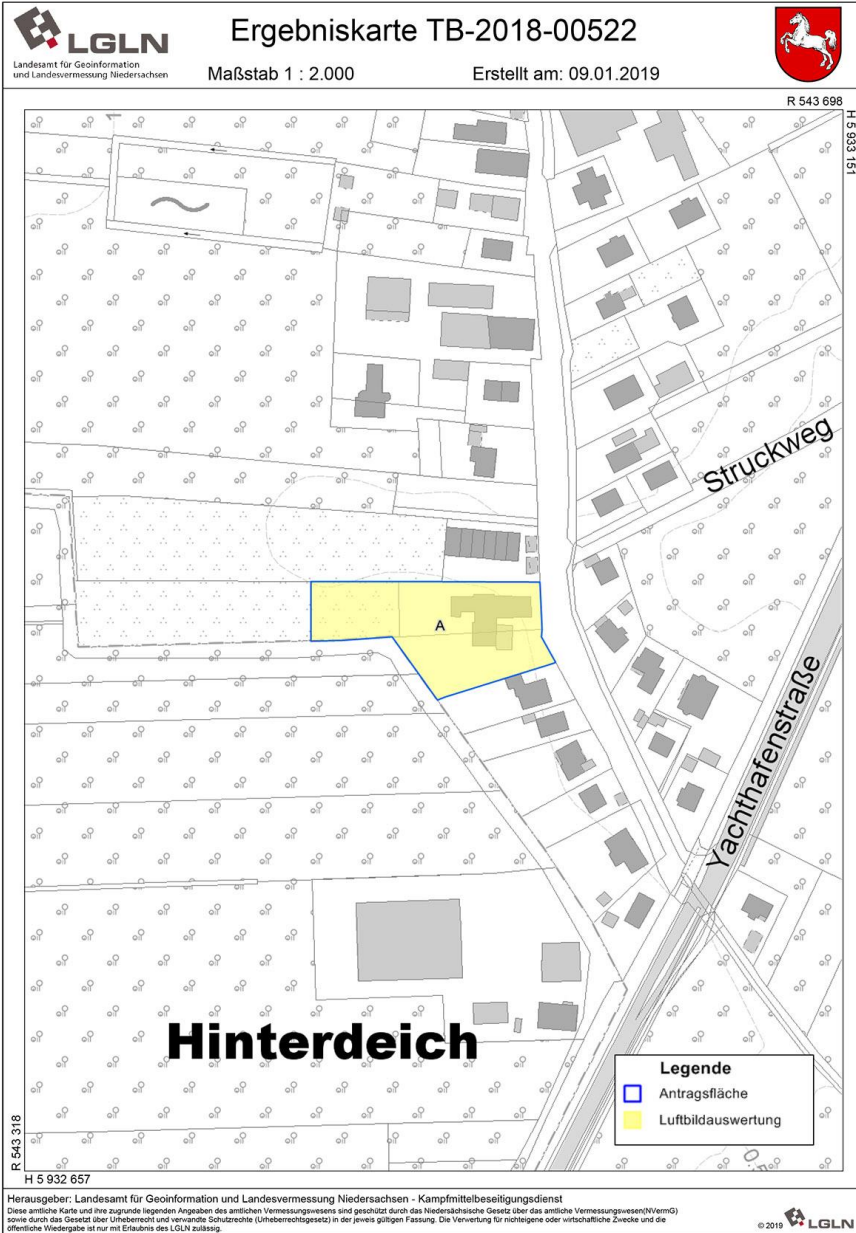 LGLN
Landesamt für Geoinformation
und Landesvermessung Niedersachsen
Ergebniskarte TB-2018-00522
Maßstab 1 : 2.000
Erstellt am: 09.01.2019
R 543 698
H 5 933 151
Struckweg
A
Yachthafenstraße
Hinterdeich
Legende
Antragsfläche
Luftbildauswertung
R 543 318
H 5 932 657
Herausgeber: Landesamt für Geoinformation und Landesvermessung Niedersachsen - Kampfmittelbeseitigungsdienst
Diese amtliche Karte und ihre zugrunde liegenden Angaben des amtlichen Vermessungswesens sind geschützt durch das Niedersächsische Gesetz über das amtliche Vermessungswesen(NVermG)
sowie durch das Gesetzt über Urheberrecht und verwandte Schutzrechte (Urheberrechtsgesetz) in der jeweis gültigen Fassung. Die Verwertung für nichteigene oder wirtschaftliche Zwecke und die
öffentliche Wiedergabe ist nur mit Erlaubnis des LGLN zulässig.
© 2019 LGLN